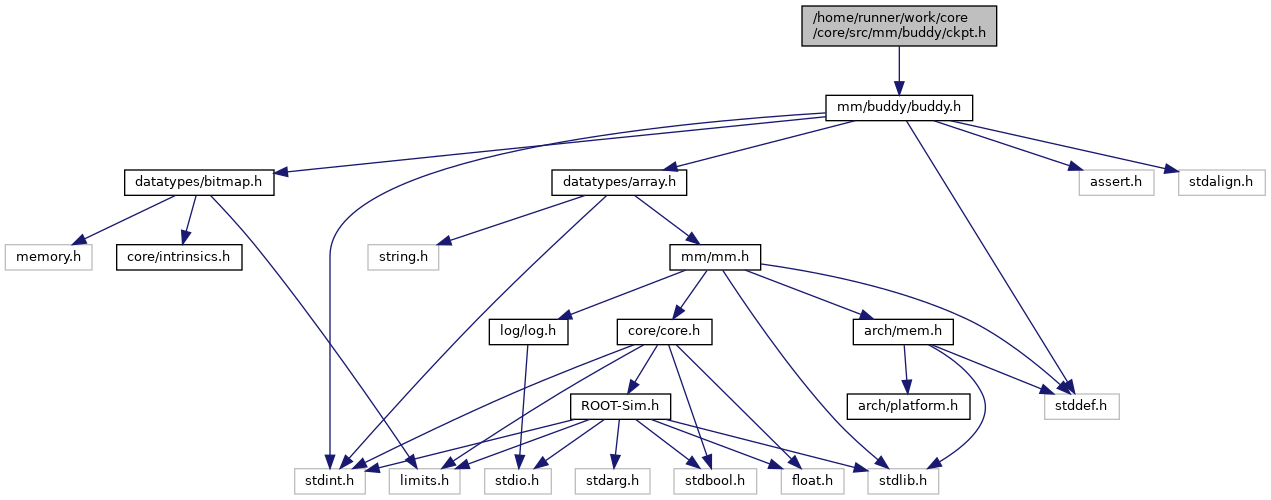 /home/runner/work/core
/core/src/mm/buddy/ckpt.h
mm/buddy/buddy.h
datatypes/bitmap.h
datatypes/array.h
assert.h
stdalign.h
memory.h
core/intrinsics.h
string.h
mm/mm.h
log/log.h
core/core.h
arch/mem.h
ROOT-Sim.h
arch/platform.h
stddef.h
stdint.h
limits.h
stdio.h
stdarg.h
stdbool.h
float.h
stdlib.h